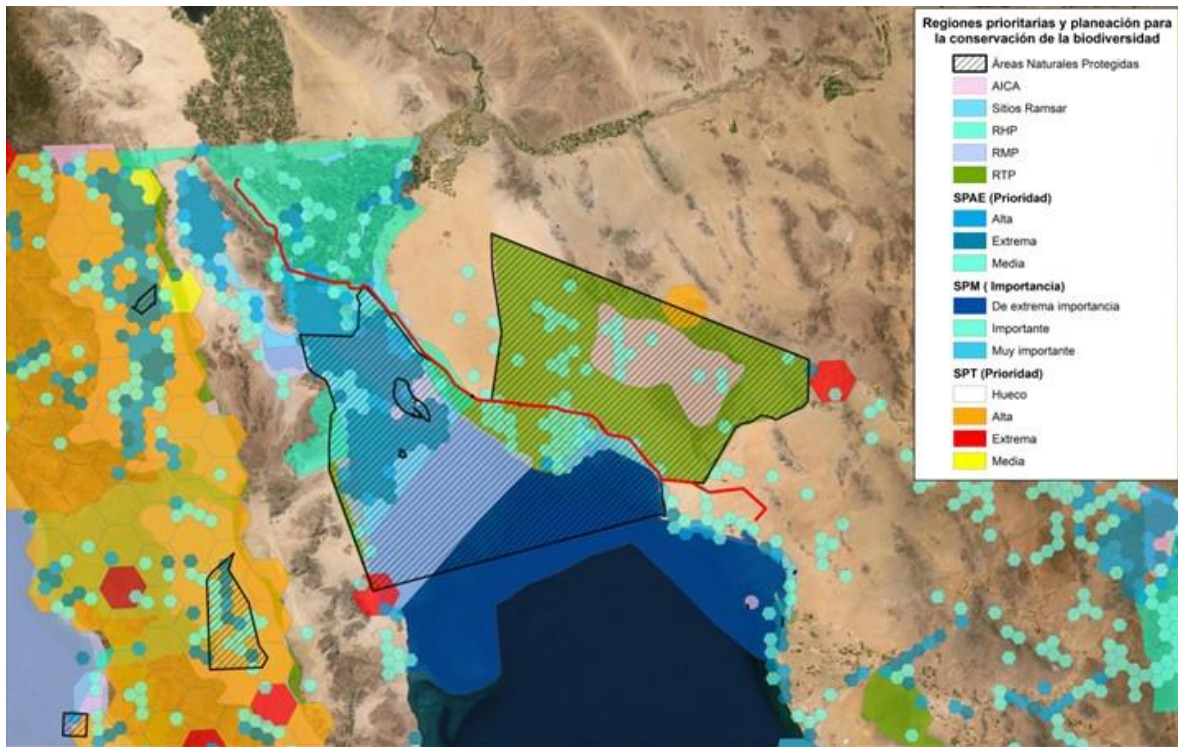 Regiones prioritarias y planeación para
la conservación de la biodiversidad
Áreas Naturales Protegidas
AICA
Sitios Ramsar
RHP
RMP
RTP
SPAE (Prioridad)
Alta
Extrema
Media
SPM ( Importancia)
De extrema importancia
Importante
Muy importante
SPT (Prioridad)
Hueco
Alta
Extrema
Media